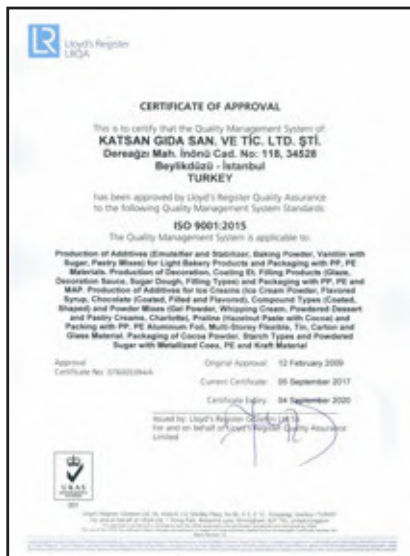 LR
Lloyd's Register
LRQA
CERTIFICATE OF APPROVAL
This is to certify that the Quality Management System of:
KATSAN GIDA SAN. VE TİC. LTD. ŞTİ.
Dereağzı Mah. İnönü Cad. No: 118, 34528
Beylikdüzü - İstanbul
TURKEY
has been approved by Lloyd's Register Quality Assurance
to the following Quality Management System Standards:
ISO 9001:2015
The Quality Management System is applicable to:
Production of Additives (Emulsifier and Stabilizer, Baking Powder, Vanillin with
Sugar, Pastry Mixes) for Light Bakery Products and Packaging with PP, PE
Materials. Production of Decoration, Coating Et, Filling Products (Glaze,
Decoration Sauce, Sugar Dough, Filling Types) and Packaging with PP, PE and
MAP. Production of Additives for Ice Creams (Ice Cream Powder, Flavored
Syrup, Chocolate (Coated, Filled and Flavored), Compound Types (Coated,
Shaped) and Powder Mixes (Gel Powder, Whipping Cream, Powdered Dessert
and Pastry Creams, Charlotte), Praline (Hazelnut Paste with Cocoa) and
Packing with PP, PE Aluminum Foil, Multi-Storey Flexible, Tin, Carton and
Glass Material. Packaging of Cocoa Powder, Starch Types and Powdered
Sugar with Metallized Coex, PE and Kraft Material
Approval
Certificate No:
Original Approval: 12 February 2009
Current Certificate: 05 September 2017
Certificate Expiry: 04 September 2020
Issued by: Lloyd's Register
For and on behalf of Lloyd's Register Quality Assurance
Limited
UKAS
001